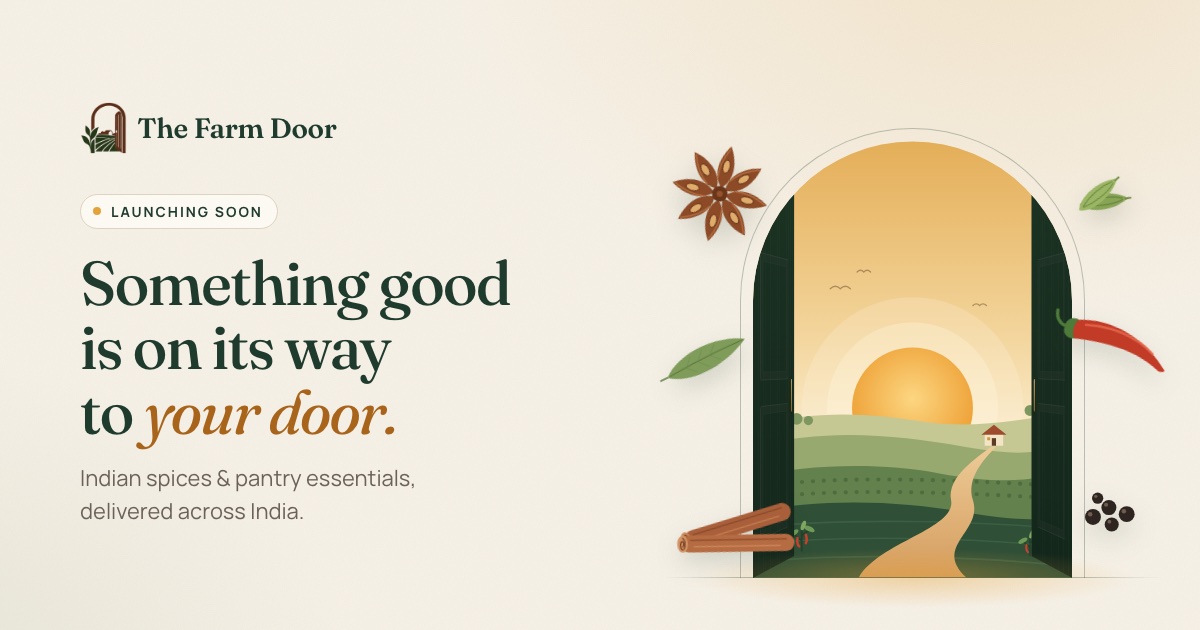 The Farm Door
LAUNCHING SOON
Something good
is on its way
to your door.
Indian spices & pantry essentials,
delivered across India.